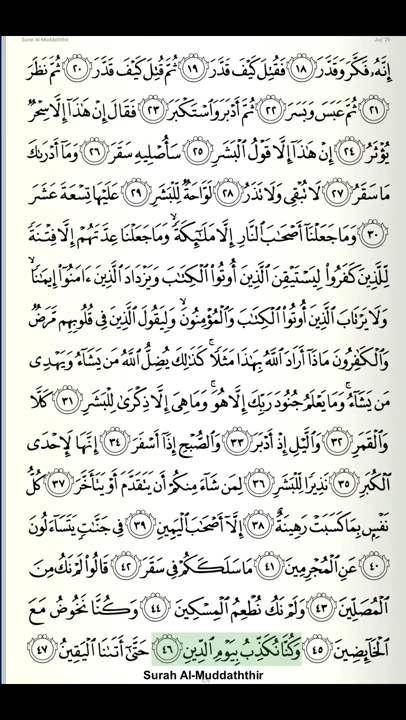 Surah Al-Muddaththir
Juz' 29
إِنَّهُۥ فَكَّرَ وَقَدَّرَ ١٨ فَقُتِلَ كَيْفَ قَدَّرَ ١٩ ثُمَّ قُتِلَ كَيْفَ قَدَّرَ ٢٠ ثُمَّ نَظَرَ
٢١ ثُمَّ عَبَسَ وَبَسَرَ ٢٢ ثُمَّ أَدْبَرَ وَٱسْتَكْبَرَ ٢٣ فَقَالَ إِنْ هَٰذَآ إِلَّا سِحْرٌ
يُؤْثَرُ ٢٤ إِنْ هَٰذَآ إِلَّا قَوْلُ ٱلْبَشَرِ ٢٥ سَأُصْلِيهِ سَقَرَ ٢٦ وَمَآ أَدْرَىٰكَ
مَا سَقَرُ ٢٧ لَا تُبْقِى وَلَا تَذَرُ ٢٨ لَوَّاحَةٌ لِّلْبَشَرِ ٢٩ عَلَيْهَا تِسْعَةَ عَشَرَ
٣٠ وَمَا جَعَلْنَآ أَصْحَٰبَ ٱلنَّارِ إِلَّا مَلَٰٓئِكَةً ۙ وَمَا جَعَلْنَا عِدَّتَهُمْ إِلَّا فِتْنَةً
لِّلَّذِينَ كَفَرُوا۟ لِيَسْتَيْقِنَ ٱلَّذِينَ أُوتُوا۟ ٱلْكِتَٰبَ وَيَزْدَادَ ٱلَّذِينَ ءَامَنُوٓا۟ إِيمَٰنًا ۙ
وَلَا يَرْتَابَ ٱلَّذِينَ أُوتُوا۟ ٱلْكِتَٰبَ وَٱلْمُؤْمِنُونَ ۙ وَلِيَقُولَ ٱلَّذِينَ فِى قُلُوبِهِم مَّرَضٌ
وَٱلْكَٰفِرُونَ مَاذَآ أَرَادَ ٱللَّهُ بِهَٰذَا مَثَلًا ۚ كَذَٰلِكَ يُضِلُّ ٱللَّهُ مَن يَشَآءُ وَيَهْدِى
مَن يَشَآءُ ۚ وَمَا يَعْلَمُ جُنُودَ رَبِّكَ إِلَّا هُوَ ۚ وَمَا هِىَ إِلَّا ذِكْرَىٰ لِلْبَشَرِ ٣١ كَلَّا
وَٱلْقَمَرِ ٣٢ وَٱلَّيْلِ إِذْ أَدْبَرَ ٣٣ وَٱلصُّبْحِ إِذَآ أَسْفَرَ ٣٤ إِنَّهَا لَإِحْدَى
ٱلْكُبَرِ ٣٥ نَذِيرًا لِّلْبَشَرِ ٣٦ لِمَن شَآءَ مِنكُمْ أَن يَتَقَدَّمَ أَوْ يَتَأَخَّرَ ٣٧ كُلُّ
نَفْسٍۭ بِمَا كَسَبَتْ رَهِينَةٌ ٣٨ إِلَّآ أَصْحَٰبَ ٱلْيَمِينِ ٣٩ فِى جَنَّٰتٍ يَتَسَآءَلُونَ
٤٠ عَنِ ٱلْمُجْرِمِينَ ٤١ مَا سَلَكَكُمْ فِى سَقَرَ ٤٢ قَالُوا۟ لَمْ نَكُ مِنَ
ٱلْمُصَلِّينَ ٤٣ وَلَمْ نَكُ نُطْعِمُ ٱلْمِسْكِينَ ٤٤ وَكُنَّا نَخُوضُ مَعَ
ٱلْخَآئِضِينَ ٤٥ وَكُنَّا نُكَذِّبُ بِيَوْمِ ٱلدِّينِ ٤٦ حَتَّىٰٓ أَتَىٰنَا ٱلْيَقِينُ ٤٧
Surah Al-Muddaththir